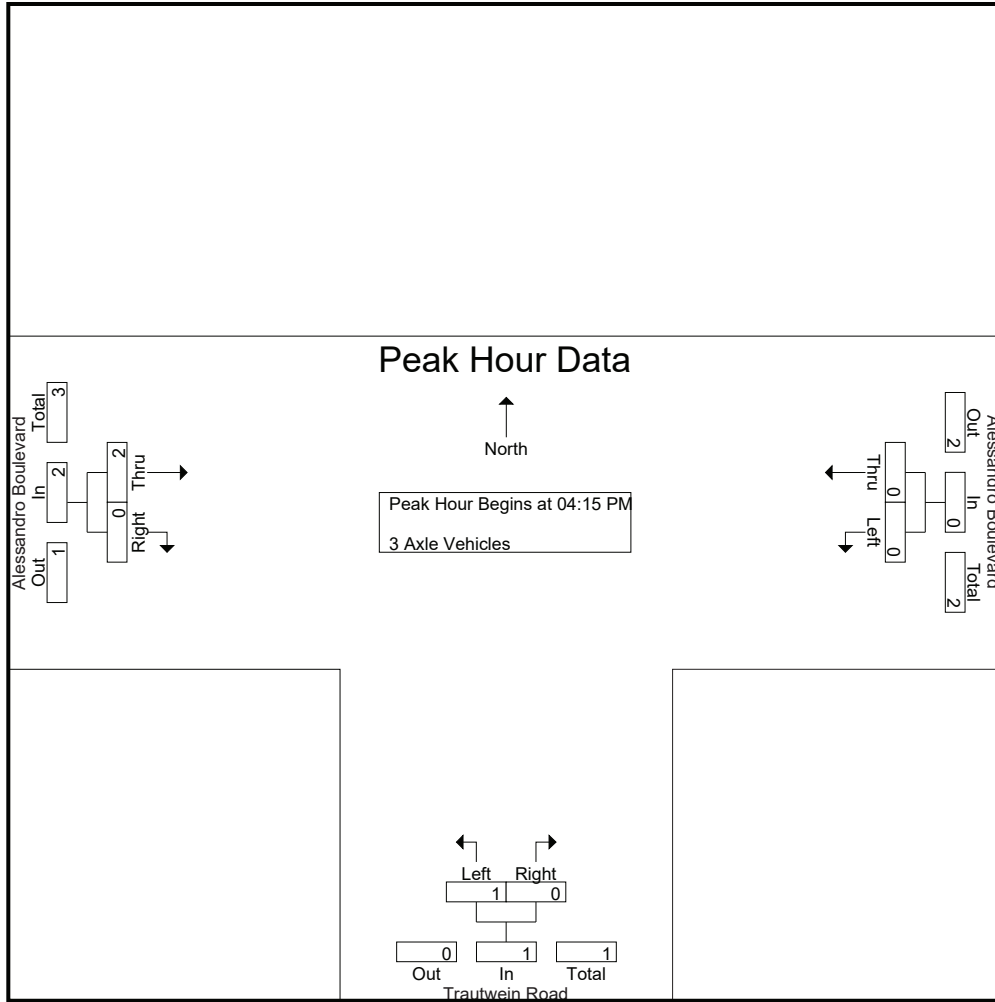 Peak Hour Data
North
Peak Hour Begins at 04:15 PM
3 Axle Vehicles
Alessandro Boulevard
Total
3
In
2
Out
1
Thru
2
Right
0
Alessandro Boulevard
Out
2
In
0
Total
2
Thru
0
Left
0
Left Right
1 0
0 1 1
Out In Total
Trautwein Road